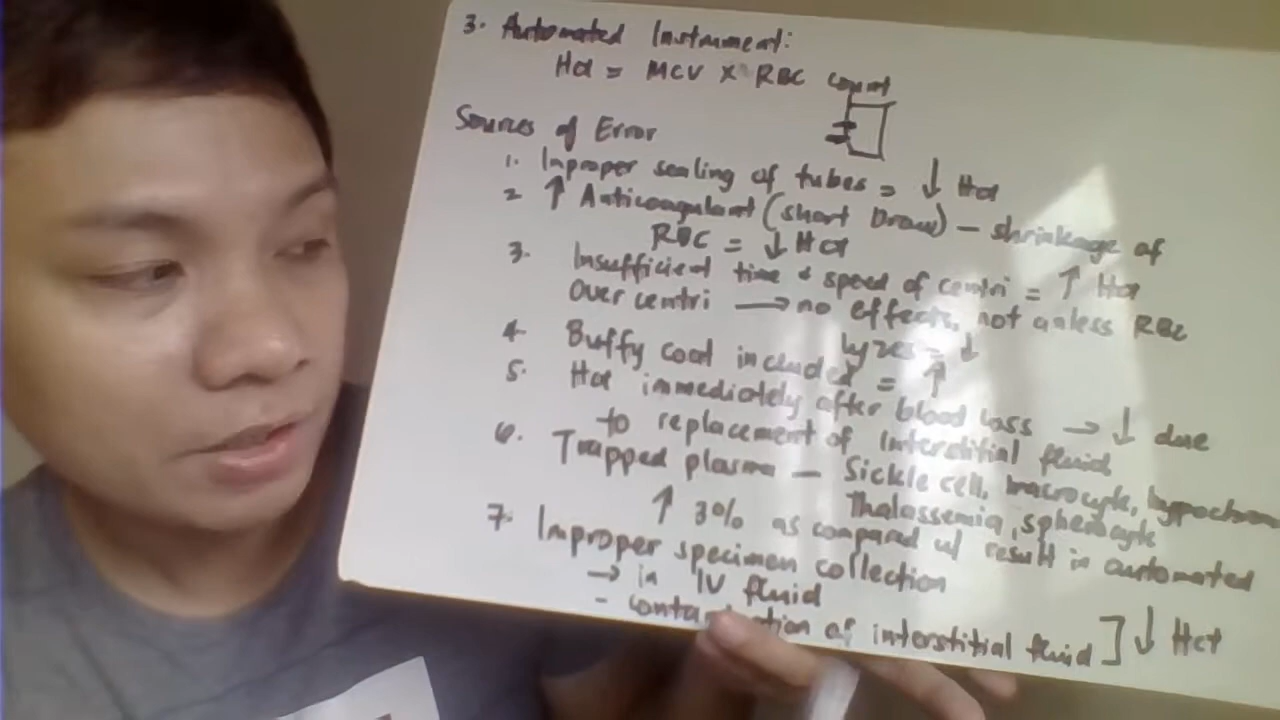 3. Automated Instrument:
Hct = MCV X RBC count
Sources of Error
1. Inproper sealing of tubes = ↓ Hct
2 ↑ Anticoagulant (short Draw) – shrinkage of
RBC = ↓ Hct
3. Insufficient time & speed of centri = ↑ Hct
Over centri → no effects, not unless RBC
lyzes = ↓
4. Buffy coat included = ↑
5. Hct immediately after blood loss → ↓ due
to replacement of interstitial fluid
6. Trapped plasma – Sickle cell, macrocyte, hypochrom
Thalassemia, spherocyte
↑ 3% as compared w/ result in automated
7. Improper specimen collection
→ in IV fluid
- of interstitial fluid ] ↓ Hct